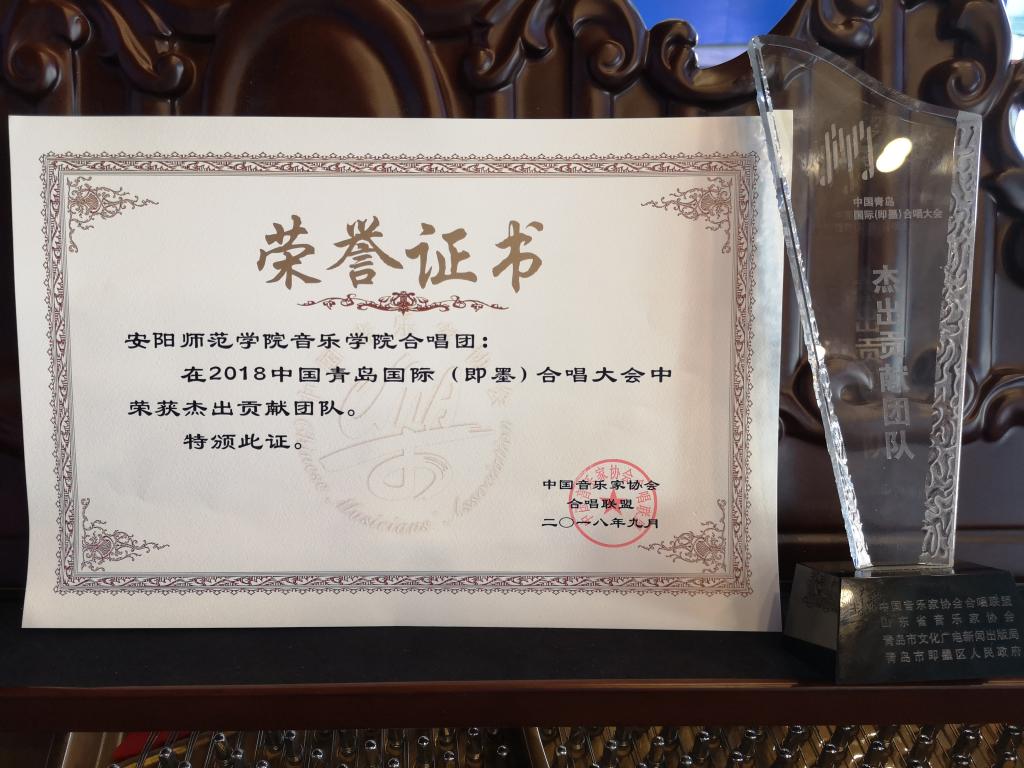 荣誉证书
安阳师范学院音乐学院合唱团：
在2018中国青岛国际（即墨）合唱大会中
荣获杰出贡献团队。
特颁此证。
中国音乐家协会
合唱联盟
二〇一八年九月
Musicians' Association
中国青岛
国际(即墨)合唱大会
杰出贡献团队
中国音乐家协会合唱联盟
山东省音乐家协会
青岛市文化广电新闻出版局
青岛市即墨区人民政府